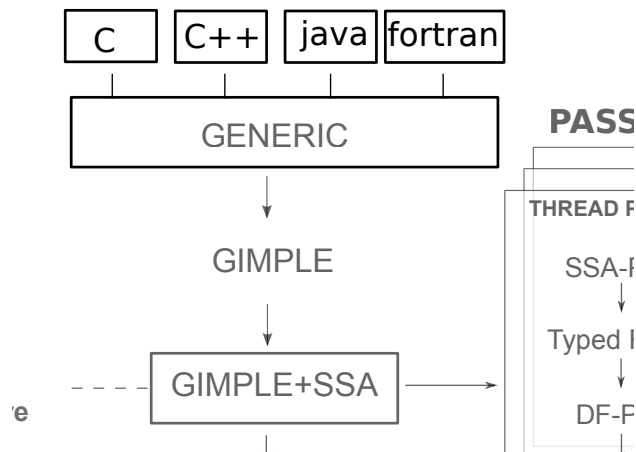 C
C++
java
fortran
GENERIC
GIMPLE
GIMPLE+SSA
PASS
THREAD
SSA-
Typed
DF-